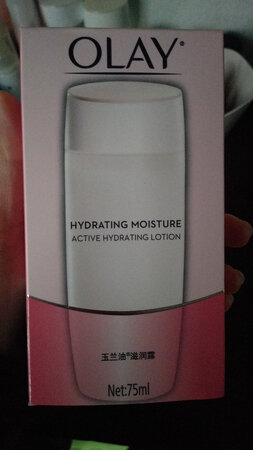 OLAY®
HYDRATING MOISTURE
ACTIVE HYDRATING LOTION
玉兰油®滋润露
Net:75ml